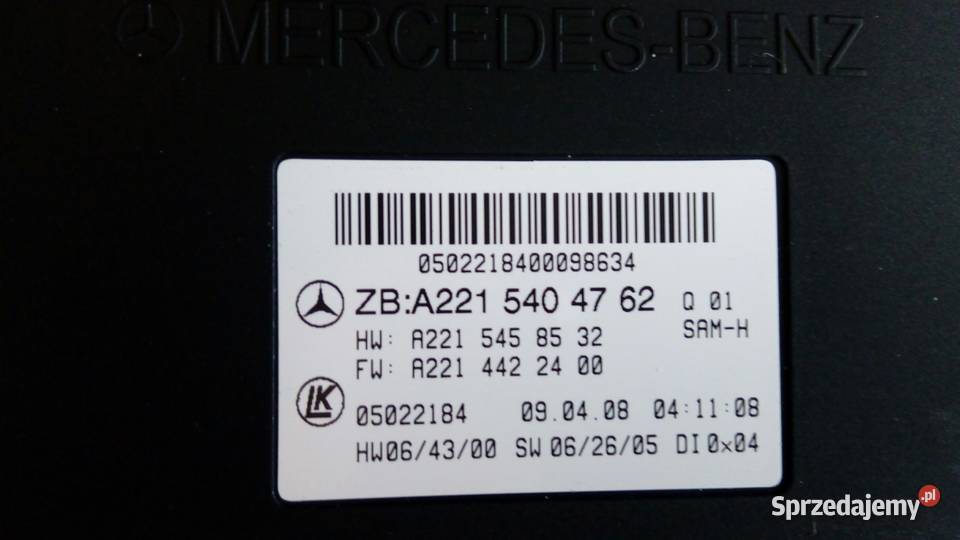 MERCEDES-BENZ
0502218400098634
ZB:A221 540 47 62 Q 01
SAM-H
HW: A221 545 85 32
FW: A221 442 24 00
LK
05022184 09.04.08 04:11:08
HW06/43/00 SW 06/26/05 DI 0x04
Sprzedajemy.pl